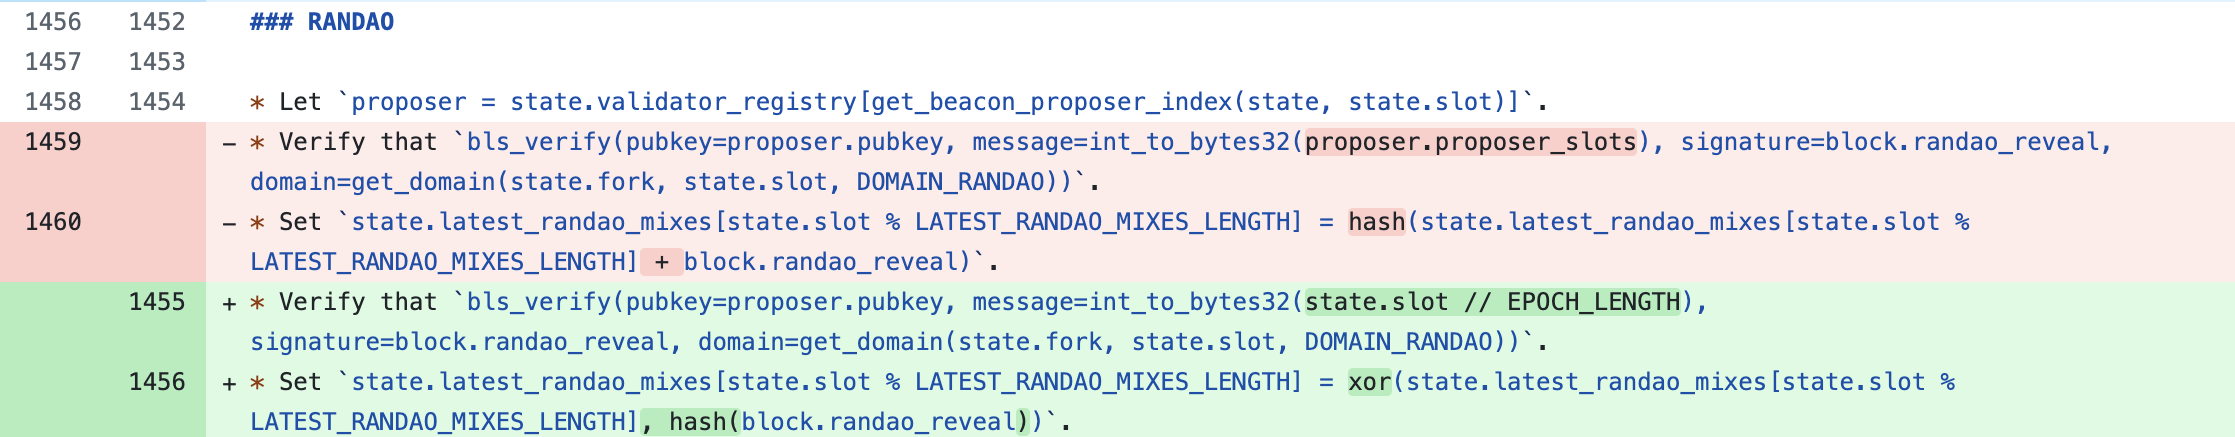 1456 1452 ### RANDAO
1457 1453
1458 1454 * Let `proposer = state.validator_registry[get_beacon_proposer_index(state, state.slot)]`.
1459 - * Verify that `bls_verify(pubkey=proposer.pubkey, message=int_to_bytes32(proposer.proposer_slots), signature=block.randao_reveal,
domain=get_domain(state.fork, state.slot, DOMAIN_RANDAO))`.
1460 - * Set `state.latest_randao_mixes[state.slot % LATEST_RANDAO_MIXES_LENGTH] = hash(state.latest_randao_mixes[state.slot %
LATEST_RANDAO_MIXES_LENGTH] + block.randao_reveal)`.
1455 + * Verify that `bls_verify(pubkey=proposer.pubkey, message=int_to_bytes32(state.slot // EPOCH_LENGTH),
signature=block.randao_reveal, domain=get_domain(state.fork, state.slot, DOMAIN_RANDAO))`.
1456 + * Set `state.latest_randao_mixes[state.slot % LATEST_RANDAO_MIXES_LENGTH] = xor(state.latest_randao_mixes[state.slot %
LATEST_RANDAO_MIXES_LENGTH], hash(block.randao_reveal))`.